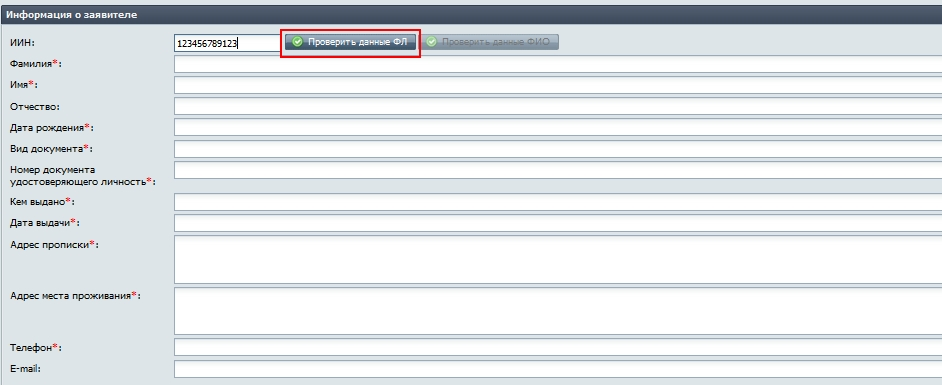 Информация о заявителе
ИИН: 123456789123 Проверить данные ФЛ Проверить данные ФИО
Фамилия*:
Имя*:
Отчество:
Дата рождения*:
Вид документа*:
Номер документа
удостоверяющего личность*:
Кем выдано*:
Дата выдачи*:
Адрес прописки*:
Адрес места проживания*:
Телефон*:
E-mail: